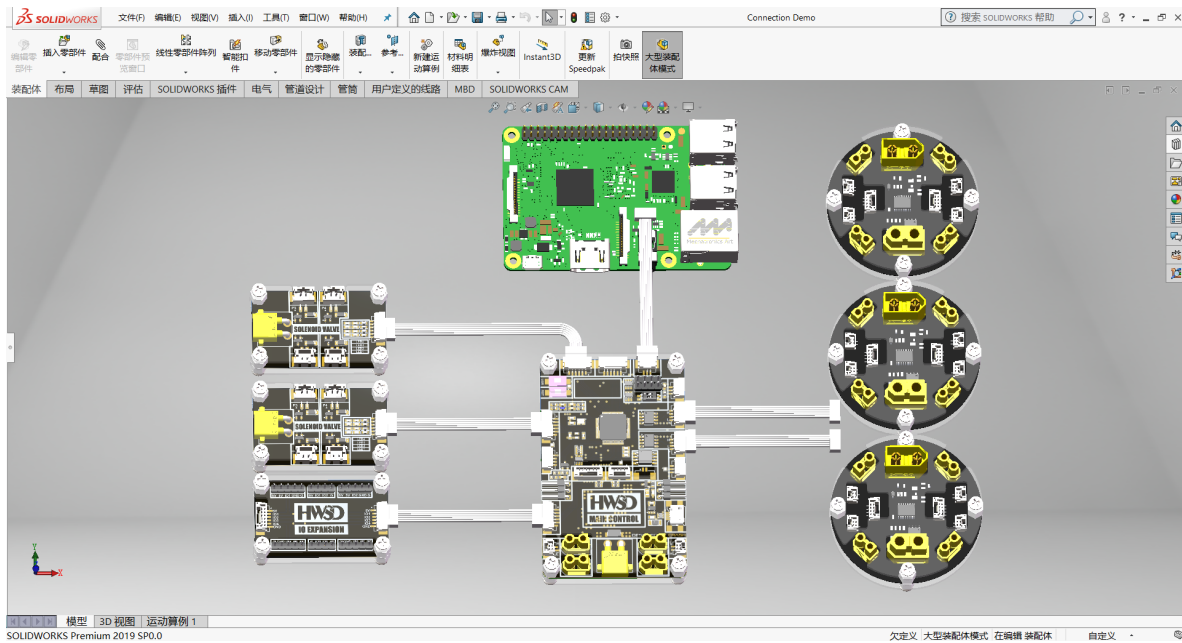 SOLIDWORKS 文件(F) 编辑(E) 视图(V) 插入(I) 工具(T) 窗口(W) 帮助(H) Connection Demo 搜索 SOLIDWORKS 帮助
编辑零部件 插入零部件 配合 零部件预览窗口 线性零部件阵列 智能扣件 移动零部件 显示隐藏的零部件 装配... 参考... 新建运动算例 材料明细表 爆炸视图 Instant3D 更新 Speedpak 拍快照 大型装配体模式
装配体 布局 草图 评估 SOLIDWORKS 插件 电气 管道设计 管筒 用户定义的线路 MBD SOLIDWORKS CAM
SOLENOID VALVE
SOLENOID VALVE
HWSD
IO EXPANSION
HWSD
MAIN CONTROL
Y
X
模型 3D 视图 运动算例 1
SOLIDWORKS Premium 2019 SP0.0 欠定义 大型装配体模式 在编辑 装配体 自定义